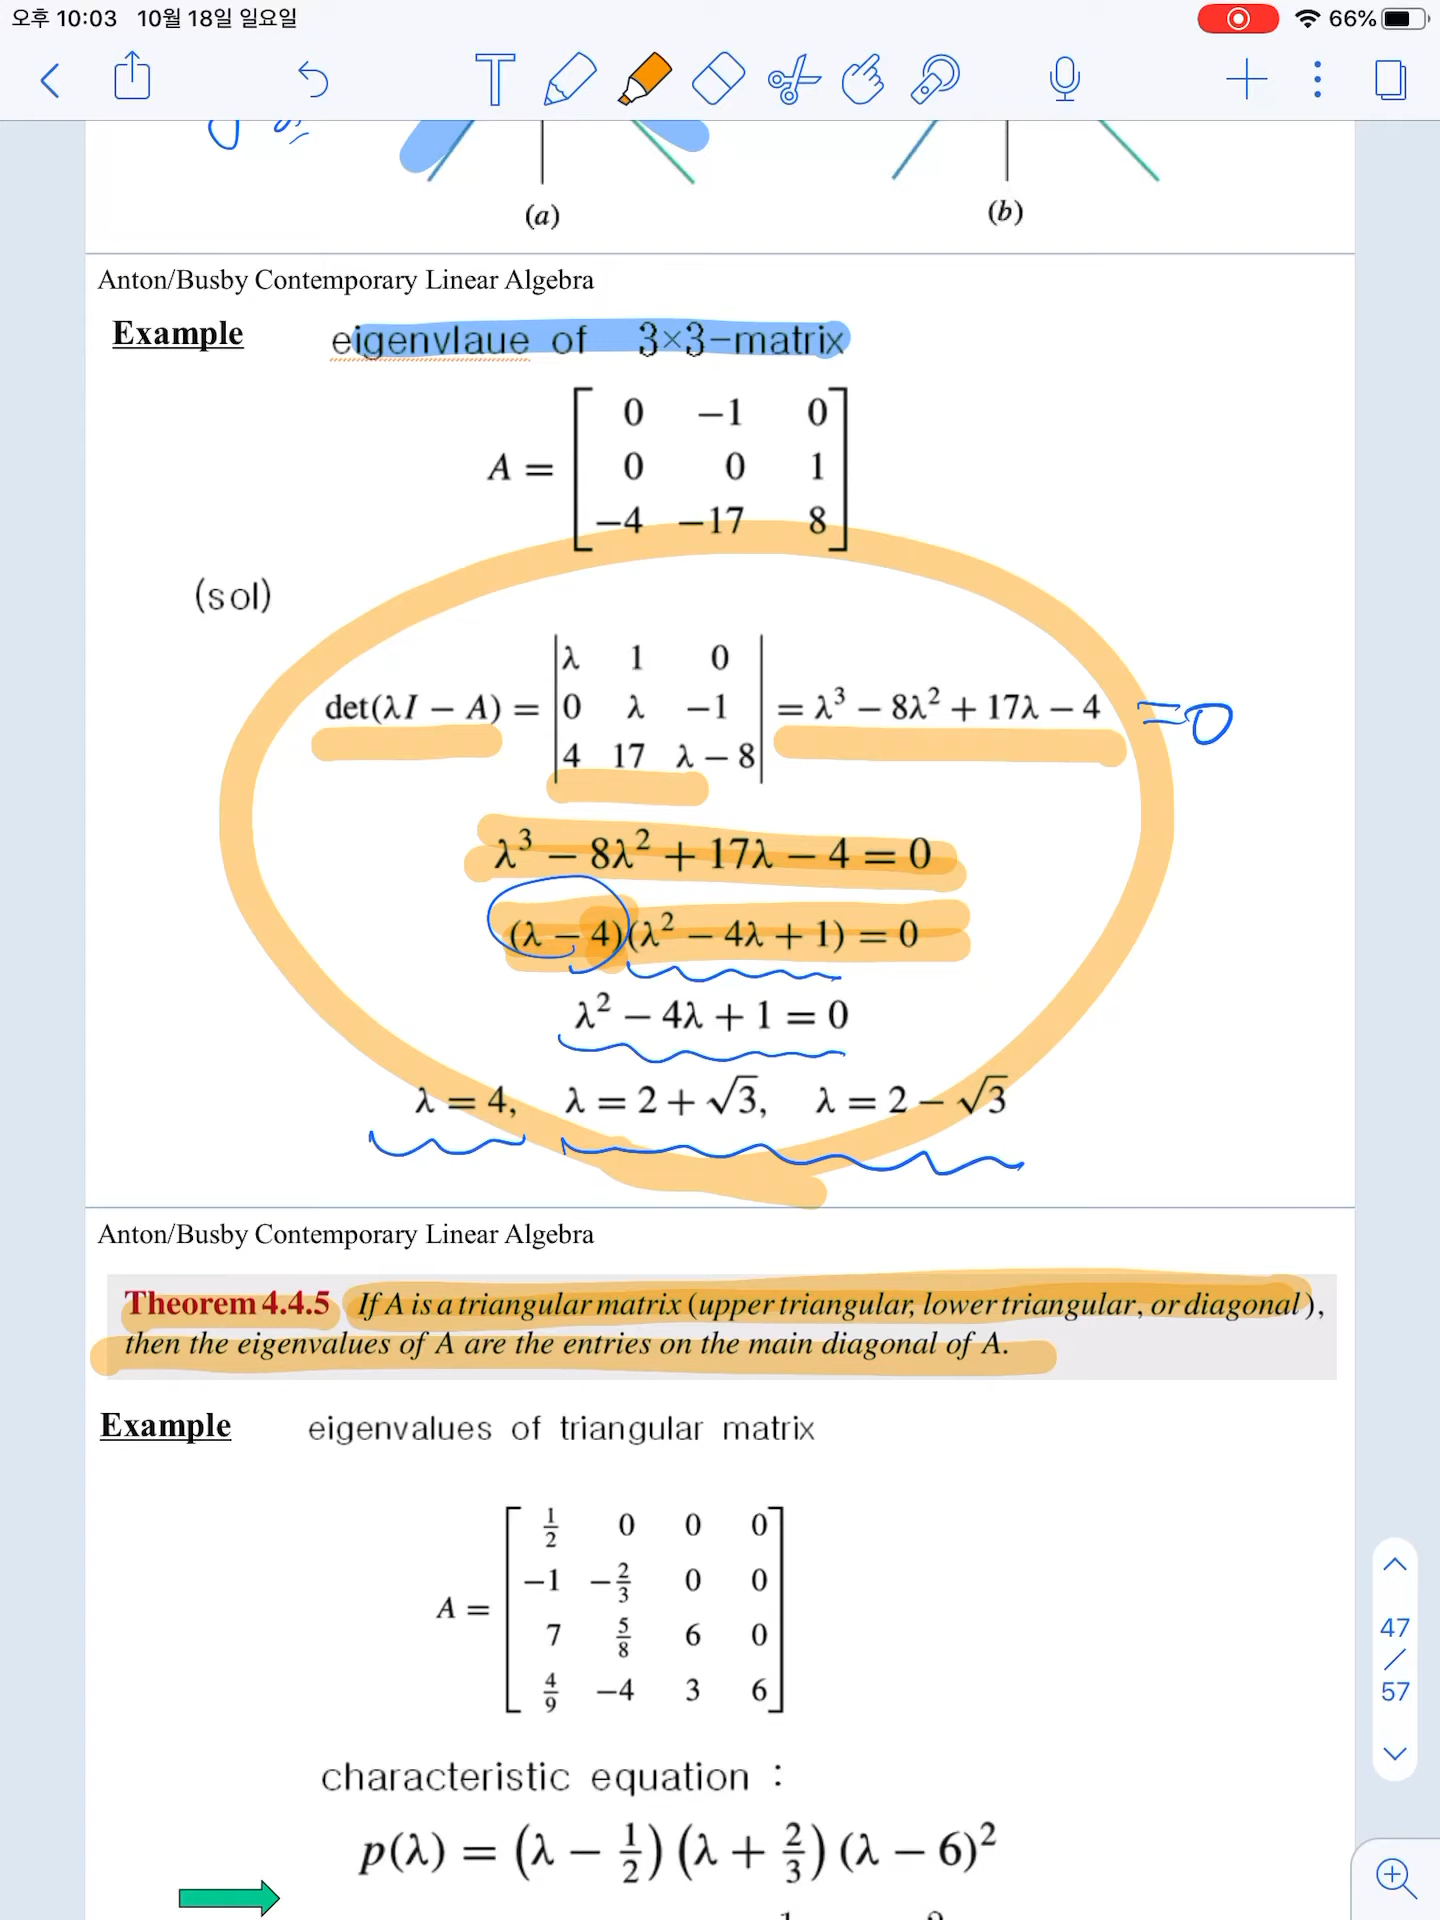 오후 10:03 10월 18일 일요일 66%
(a) (b)
Anton/Busby Contemporary Linear Algebra
Example eigenvlaue of 3×3-matrix
A = [ 0 −1 0
0 0 1
−4 −17 8 ]
(sol)
det(λI − A) = | λ 1 0
0 λ −1
4 17 λ − 8 | = λ³ − 8λ² + 17λ − 4 =0
λ³ − 8λ² + 17λ − 4 = 0
(λ − 4)(λ² − 4λ + 1) = 0
λ² − 4λ + 1 = 0
λ = 4, λ = 2 + √3, λ = 2 − √3
Anton/Busby Contemporary Linear Algebra
Theorem 4.4.5 If A is a triangular matrix (upper triangular, lower triangular, or diagonal),
then the eigenvalues of A are the entries on the main diagonal of A.
Example eigenvalues of triangular matrix
A = [ 1/2 0 0 0
−1 −2/3 0 0
7 5/8 6 0
4/9 −4 3 6 ]
47
/
57
characteristic equation :
p(λ) = (λ − 1/2)(λ + 2/3)(λ − 6)²